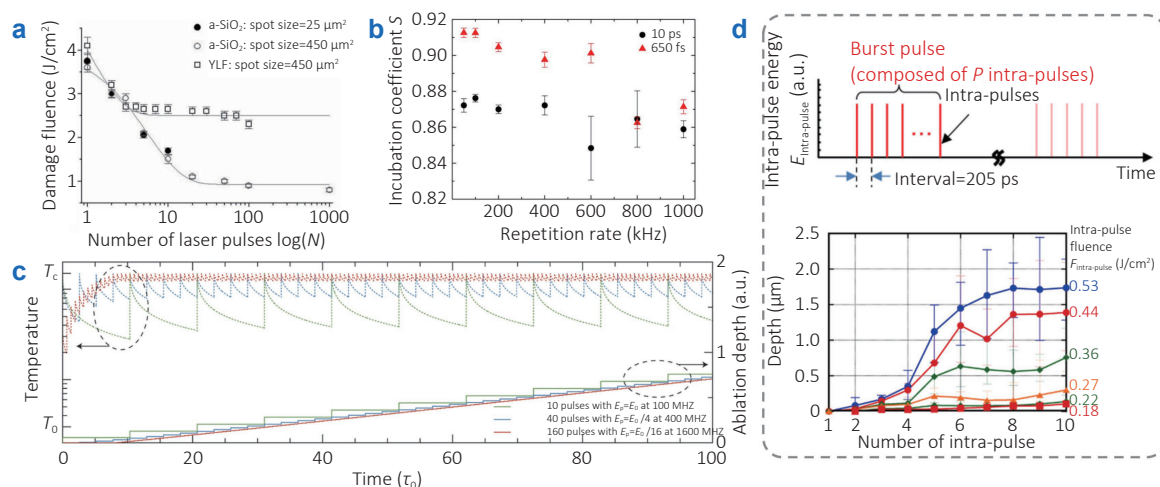 a
Damage fluence (J/cm²)
4
3
2
1
a-SiO₂: spot size=25 μm²
a-SiO₂: spot size=450 μm²
YLF: spot size=450 μm²
1
10
100
1000
Number of laser pulses log(N)
b
Incubation coefficient S
0.92
0.90
0.88
0.86
0.84
0.82
10 ps
650 fs
200
400
600
800
1000
Repetition rate (kHz)
c
Temperature
T_c
T_0
2
1
0
Ablation depth (a.u.)
10 pulses with E_p=E_0 at 100 MHZ
40 pulses with E_p=E_0 /4 at 400 MHZ
160 pulses with E_p=E_0 /16 at 1600 MHZ
0
20
40
60
80
100
Time (τ_0)
d
Intra-pulse energy
E_Intra-pulse (a.u.)
Burst pulse
(composed of P intra-pulses)
Intra-pulses
Interval=205 ps
Time
Depth (μm)
2.5
2.0
1.5
1.0
0.5
0
Intra-pulse
fluence
F_intra-pulse (J/cm²)
0.53
0.44
0.36
0.27
0.22
0.18
1
2
4
6
8
10
Number of intra-pulse